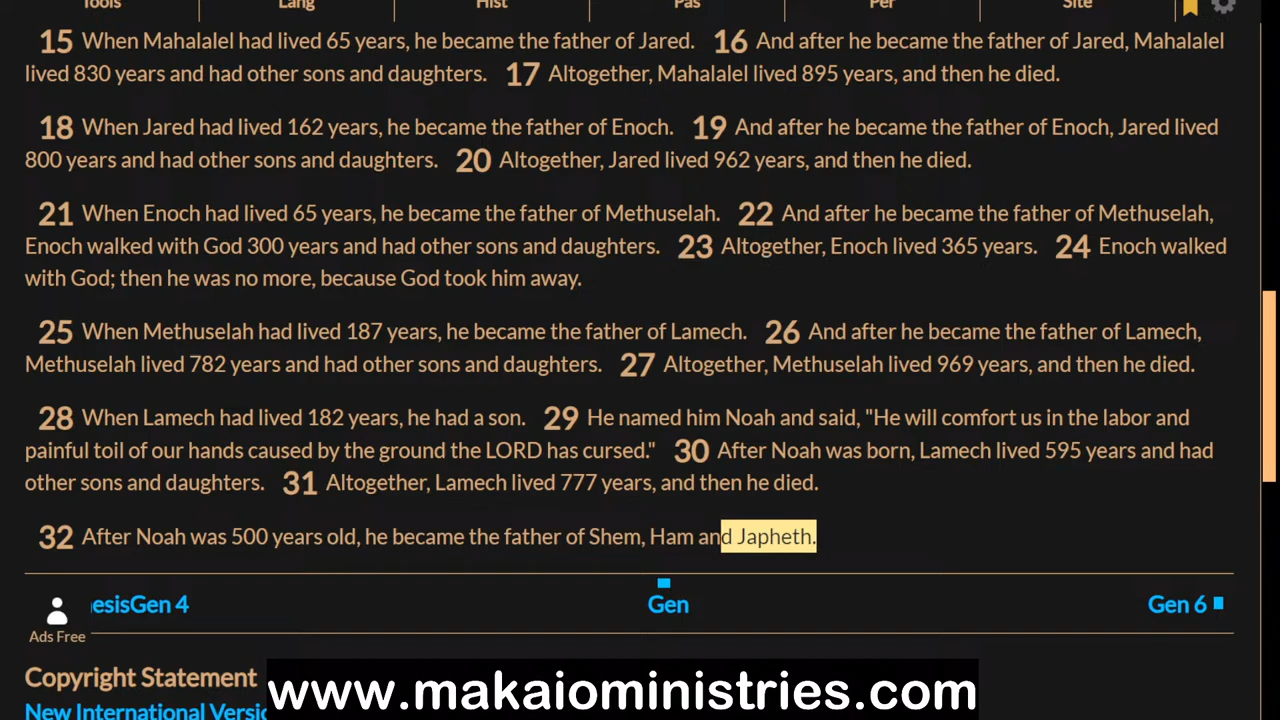 Tools Lang Hist Pas Per Site
15 When Mahalalel had lived 65 years, he became the father of Jared. 16 And after he became the father of Jared, Mahalalel
lived 830 years and had other sons and daughters. 17 Altogether, Mahalalel lived 895 years, and then he died.
18 When Jared had lived 162 years, he became the father of Enoch. 19 And after he became the father of Enoch, Jared lived
800 years and had other sons and daughters. 20 Altogether, Jared lived 962 years, and then he died.
21 When Enoch had lived 65 years, he became the father of Methuselah. 22 And after he became the father of Methuselah,
Enoch walked with God 300 years and had other sons and daughters. 23 Altogether, Enoch lived 365 years. 24 Enoch walked
with God; then he was no more, because God took him away.
25 When Methuselah had lived 187 years, he became the father of Lamech. 26 And after he became the father of Lamech,
Methuselah lived 782 years and had other sons and daughters. 27 Altogether, Methuselah lived 969 years, and then he died.
28 When Lamech had lived 182 years, he had a son. 29 He named him Noah and said, "He will comfort us in the labor and
painful toil of our hands caused by the ground the LORD has cursed." 30 After Noah was born, Lamech lived 595 years and had
other sons and daughters. 31 Altogether, Lamech lived 777 years, and then he died.
32 After Noah was 500 years old, he became the father of Shem, Ham and Japheth.
esisGen 4 Gen Gen 6
Ads Free
Copyright Statement
www.makaioministries.com
New International Versio